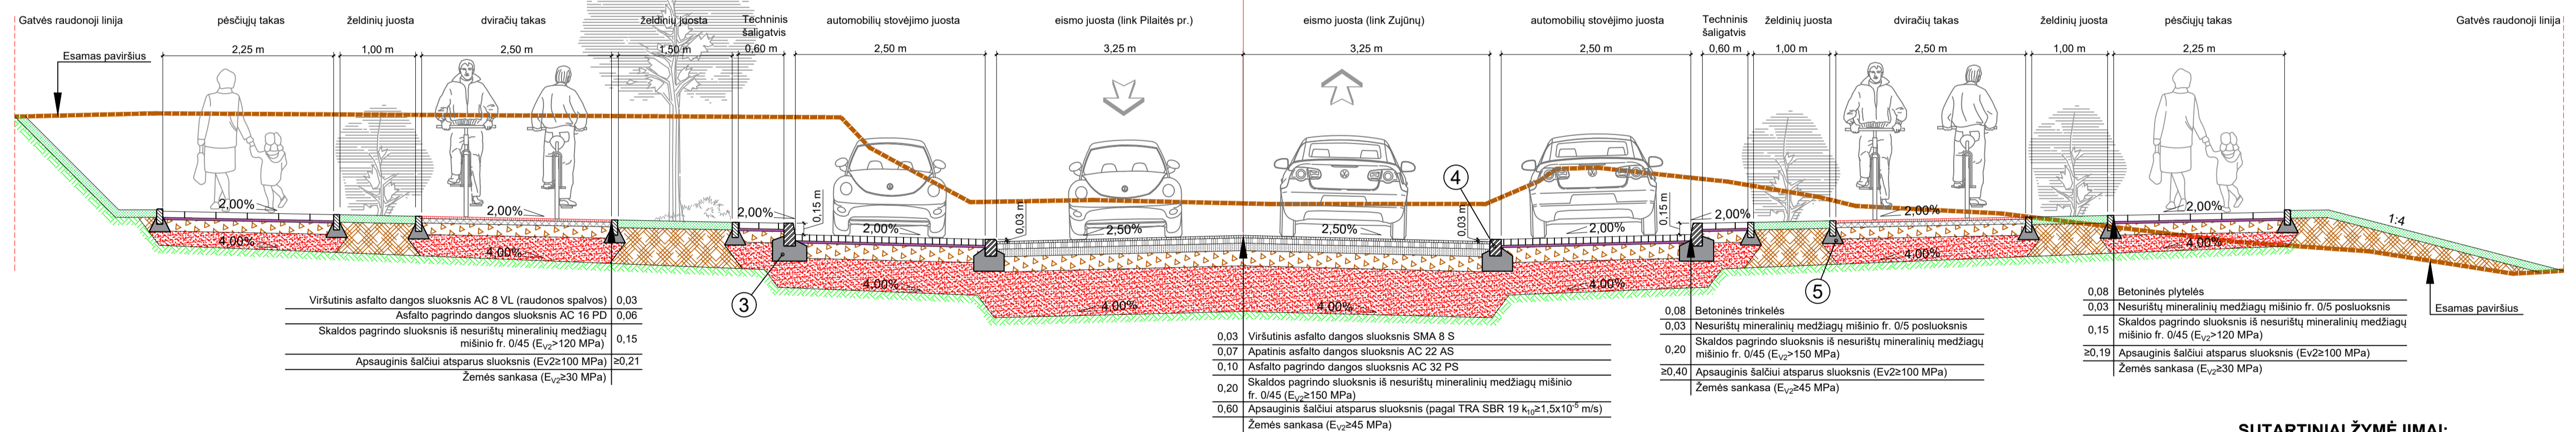 Gatvės raudonoji linija
pėsčiųjų takas
želdinių juosta
dviračių takas
želdinių juosta
Techninis
šaligatvis
automobilių stovėjimo juosta
eismo juosta (link Pilaitės pr.)
eismo juosta (link Zujūnų)
automobilių stovėjimo juosta
Techninis
šaligatvis
želdinių juosta
dviračių takas
želdinių juosta
pėsčiųjų takas
Gatvės raudonoji linija
2,25 m
1,00 m
2,50 m
1,50 m
0,60 m
2,50 m
3,25 m
3,25 m
2,50 m
0,60 m
1,00 m
2,50 m
1,00 m
2,25 m
Esamas paviršius
2,00%
4,00%
2,00%
4,00%
2,00%
0,15 m
2,00%
4,00%
0,03 m
2,50%
4,00%
2,50%
4,00%
0,03 m
4
2,00%
4,00%
0,15 m
2,00%
2,00%
4,00%
2,00%
4,00%
1:4
3
5
Esamas paviršius
Viršutinis asfalto dangos sluoksnis AC 8 VL (raudonos spalvos) 0,03
Asfalto pagrindo dangos sluoksnis AC 16 PD 0,06
Skaldos pagrindo sluoksnis iš nesurištų mineralinių medžiagų
mišinio fr. 0/45 (EV2>120 MPa) 0,15
Apsauginis šalčiui atsparus sluoksnis (Ev2≥100 MPa) ≥0,21
Žemės sankasa (EV2≥30 MPa)
0,03 Viršutinis asfalto dangos sluoksnis SMA 8 S
0,07 Apatinis asfalto dangos sluoksnis AC 22 AS
0,10 Asfalto pagrindo dangos sluoksnis AC 32 PS
0,20 Skaldos pagrindo sluoksnis iš nesurištų mineralinių medžiagų mišinio
fr. 0/45 (EV2≥150 MPa)
0,60 Apsauginis šalčiui atsparus sluoksnis (pagal TRA SBR 19 k10≥1,5x10-5 m/s)
Žemės sankasa (EV2≥45 MPa)
0,08 Betoninės trinkelės
0,03 Nesurištų mineralinių medžiagų mišinio fr. 0/5 posluoksnis
0,20 Skaldos pagrindo sluoksnis iš nesurištų mineralinių medžiagų
mišinio fr. 0/45 (EV2>150 MPa)
≥0,40 Apsauginis šalčiui atsparus sluoksnis (Ev2≥100 MPa)
Žemės sankasa (EV2≥45 MPa)
0,08 Betoninės plytelės
0,03 Nesurištų mineralinių medžiagų mišinio fr. 0/5 posluoksnis
0,15 Skaldos pagrindo sluoksnis iš nesurištų mineralinių medžiagų
mišinio fr. 0/45 (EV2>120 MPa)
≥0,19 Apsauginis šalčiui atsparus sluoksnis (Ev2≥100 MPa)
Žemės sankasa (EV2≥30 MPa)
SUTARTINIAI ŽYMĖJIMAI: